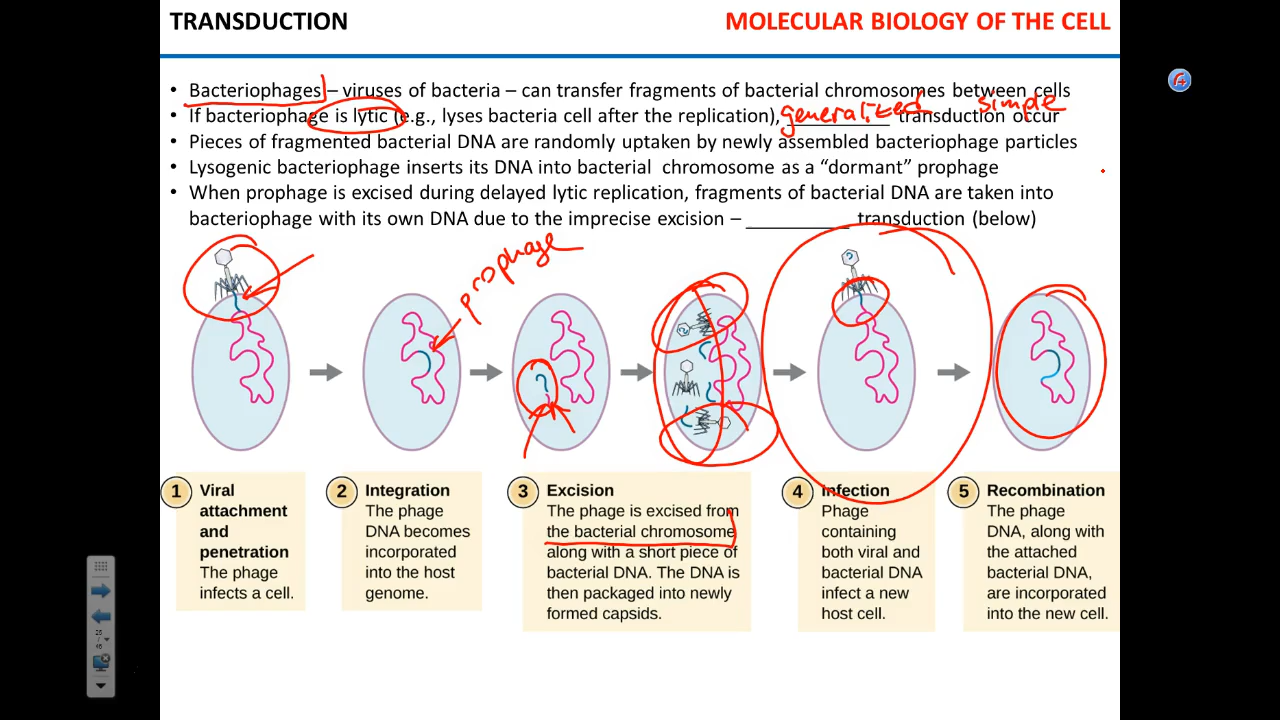 TRANSDUCTION
MOLECULAR BIOLOGY OF THE CELL
• Bacteriophages – viruses of bacteria – can transfer fragments of bacterial chromosomes between cells
simple
• If bacteriophage is lytic (e.g., lyses bacteria cell after the replication), generalized transduction occur
• Pieces of fragmented bacterial DNA are randomly uptaken by newly assembled bacteriophage particles
• Lysogenic bacteriophage inserts its DNA into bacterial chromosome as a “dormant” prophage
• When prophage is excised during delayed lytic replication, fragments of bacterial DNA are taken into
bacteriophage with its own DNA due to the imprecise excision – __________ transduction (below)
prophage
1 Viral
attachment
and
penetration
The phage
infects a cell.
2 Integration
The phage
DNA becomes
incorporated
into the host
genome.
3 Excision
The phage is excised from
the bacterial chromosome
along with a short piece of
bacterial DNA. The DNA is
then packaged into newly
formed capsids.
4 Infection
Phage
containing
both viral and
bacterial DNA
infect a new
host cell.
5 Recombination
The phage
DNA, along with
the attached
bacterial DNA,
are incorporated
into the new cell.